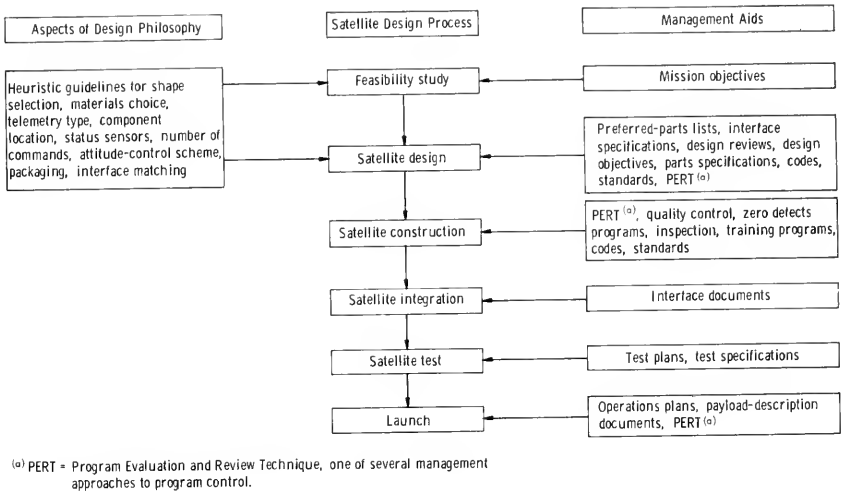 Aspects of Design Philosophy
Satellite Design Process
Management Aids
Heuristic guidelines for shape
selection, materials choice,
telemetry type, component
location, status sensors, number of
commands, attitude-control scheme,
packaging, interface matching
Feasibility study
Mission objectives
Satellite design
Preferred-parts lists, interface
specifications, design reviews, design
objectives, parts specifications, codes,
standards, PERT (a)
Satellite construction
PERT (a), quality control, zero defects
programs, inspection, training programs,
codes, standards
Satellite integration
Interface documents
Satellite test
Test plans, test specifications
Launch
Operations plans, payload-description
documents, PERT (a)
(a) PERT = Program Evaluation and Review Technique, one of several management
approaches to program control.